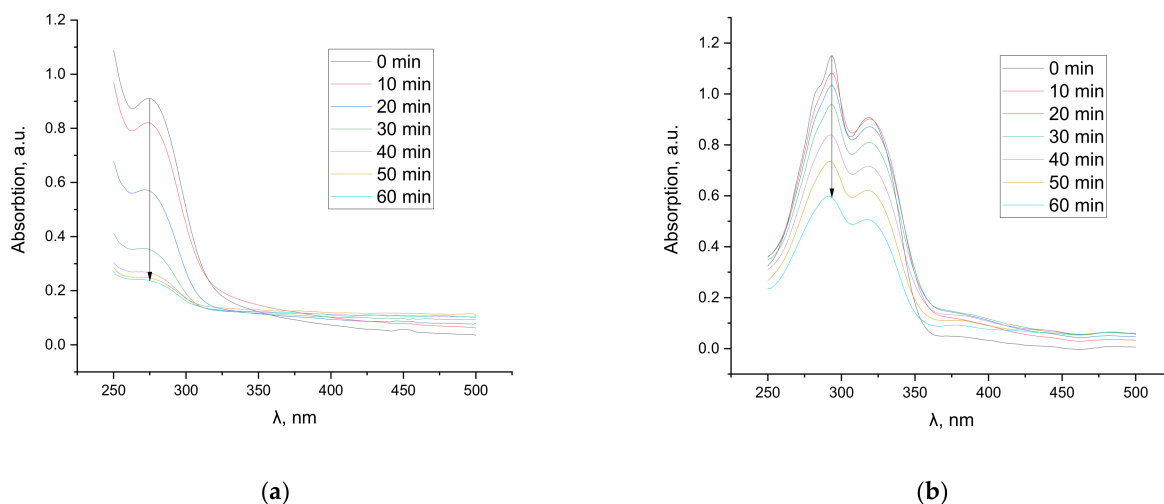 1.2
1.0
0.8
0.6
0.4
0.2
0.0
Absorbtion, a.u.
250
300
350
400
450
500
λ, nm
0 min
10 min
20 min
30 min
40 min
50 min
60 min
(a)
1.2
1.0
0.8
0.6
0.4
0.2
0.0
Absorption, a.u.
250
300
350
400
450
500
λ, nm
0 min
10 min
20 min
30 min
40 min
50 min
60 min
(b)